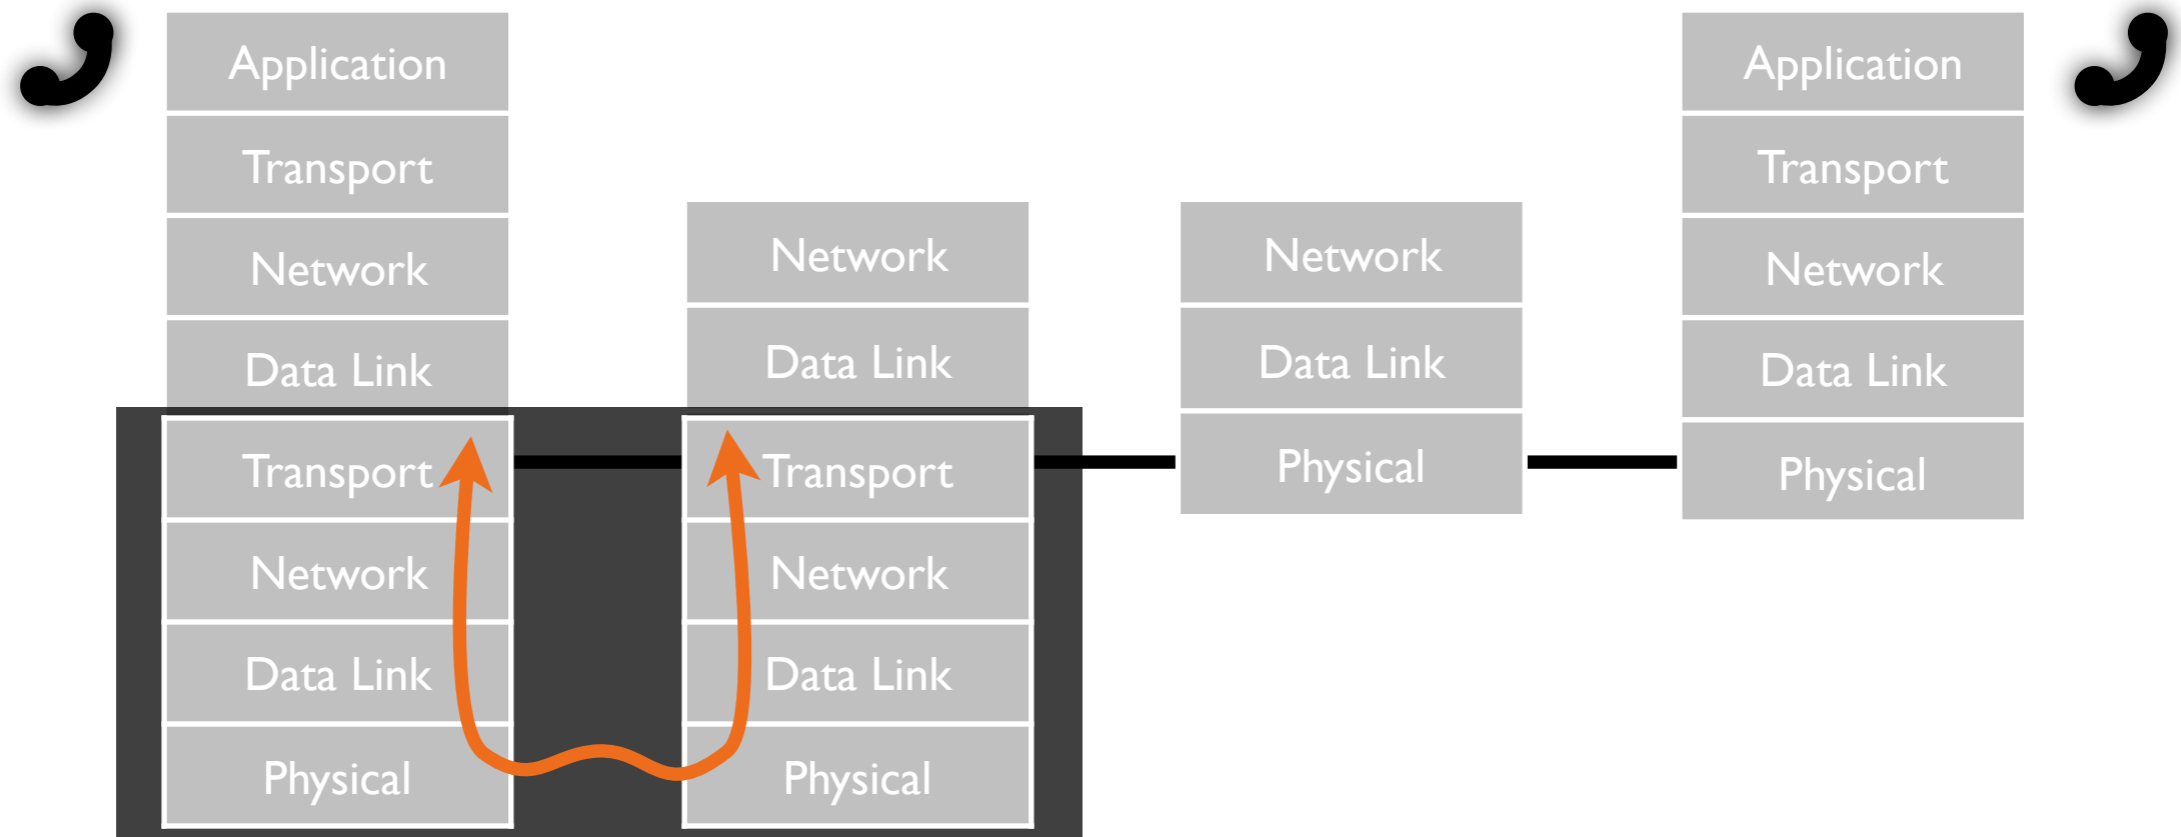 Application
Transport
Network
Data Link
Transport
Network
Data Link
Physical
Network
Data Link
Transport
Network
Data Link
Physical
Network
Data Link
Physical
Application
Transport
Network
Data Link
Physical